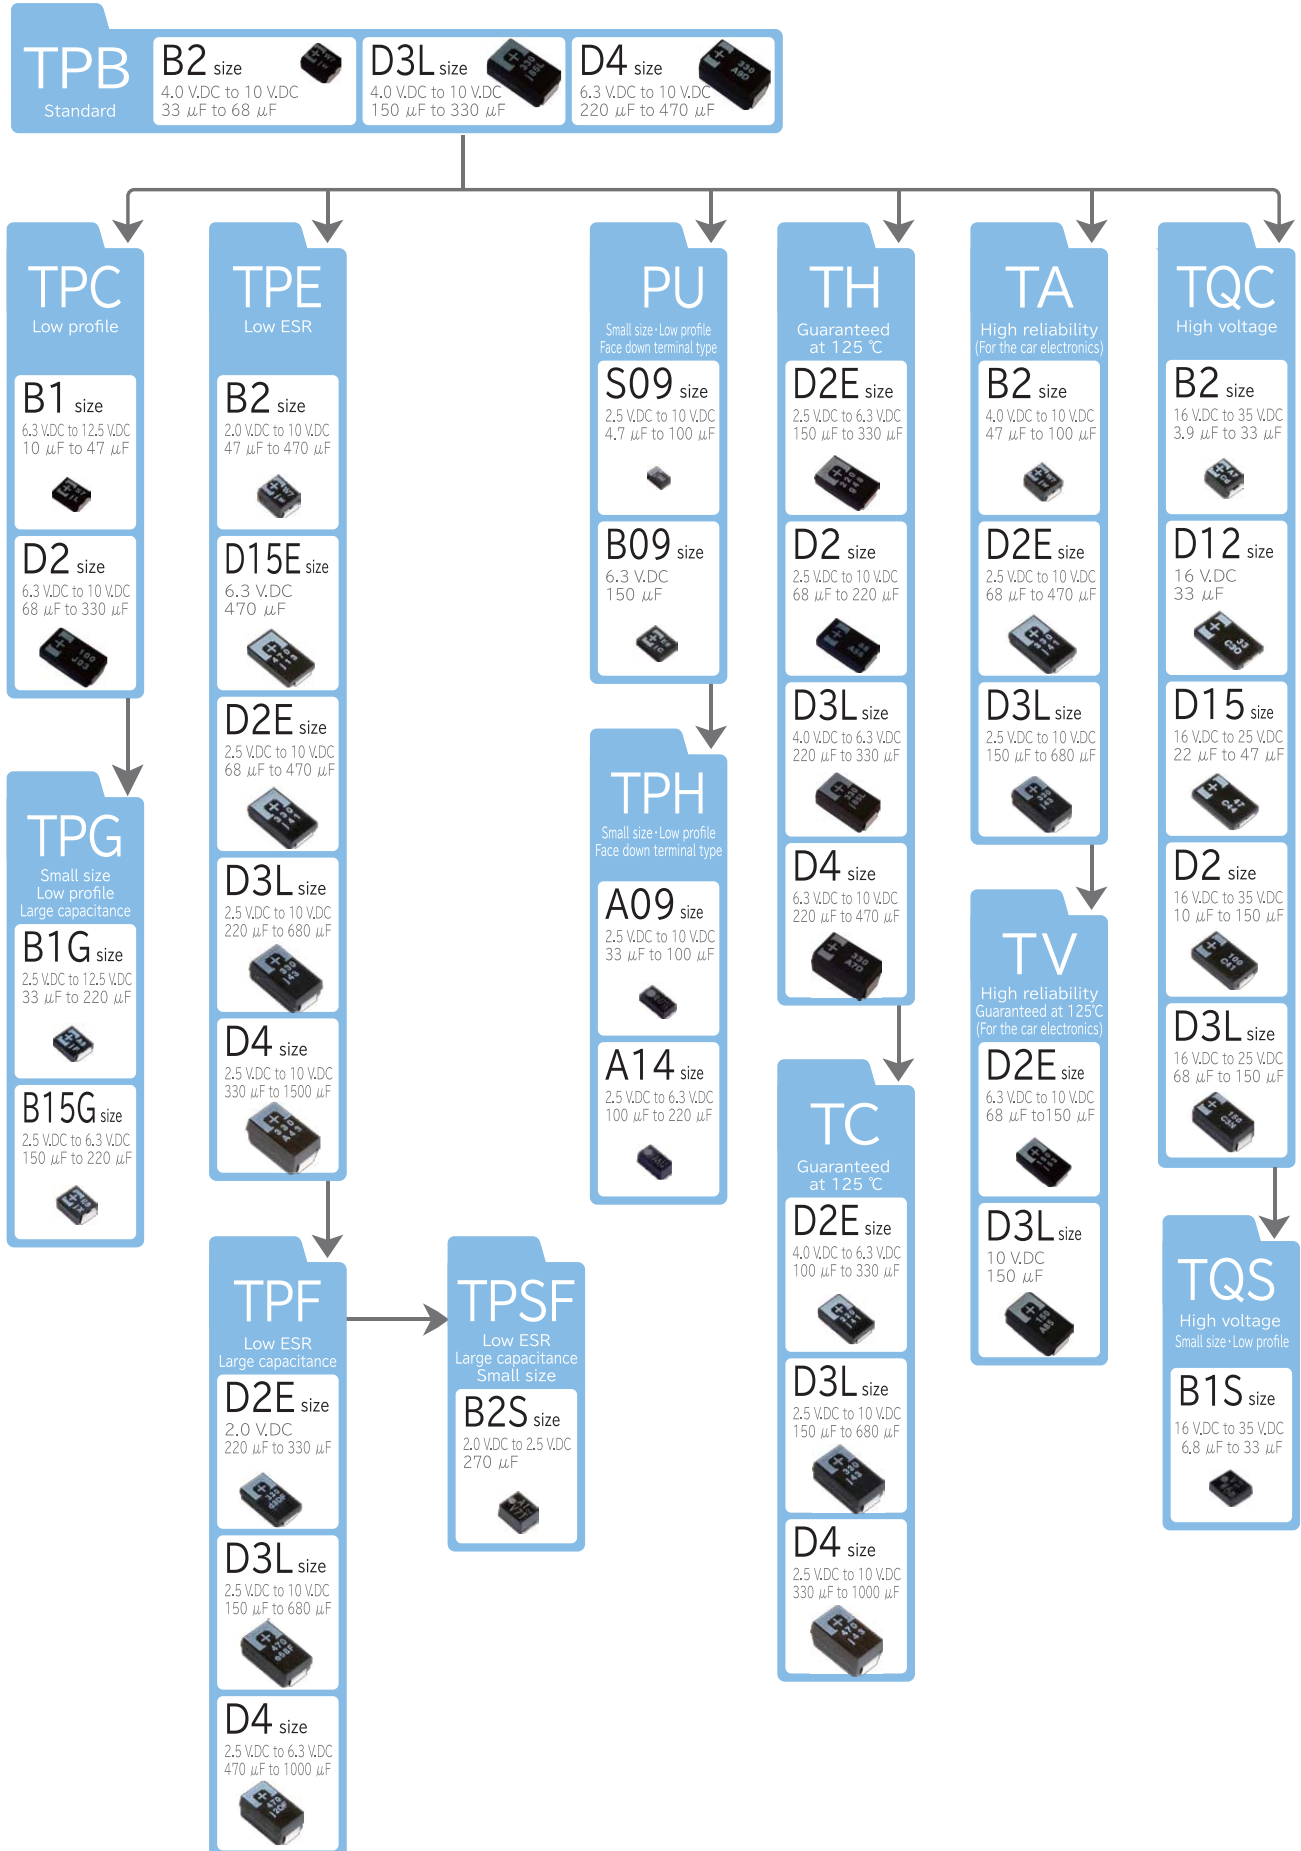 TPB
Standard
B2 size
4.0 V.DC to 10 V.DC
33 μF to 68 μF
D3L size
4.0 V.DC to 10 V.DC
150 μF to 330 μF
D4 size
6.3 V.DC to 10 V.DC
220 μF to 470 μF
TPC
Low profile
B1 size
6.3 V.DC to 12.5 V.DC
10 μF to 47 μF
D2 size
6.3 V.DC to 10 V.DC
68 μF to 330 μF
TPG
Small size
Low profile
Large capacitance
B1G size
2.5 V.DC to 12.5 V.DC
33 μF to 220 μF
B15G size
2.5 V.DC to 6.3 V.DC
150 μF to 220 μF
TPE
Low ESR
B2 size
2.0 V.DC to 10 V.DC
47 μF to 470 μF
D15E size
6.3 V.DC
470 μF
D2E size
2.5 V.DC to 10 V.DC
68 μF to 470 μF
D3L size
2.5 V.DC to 10 V.DC
220 μF to 680 μF
D4 size
2.5 V.DC to 10 V.DC
330 μF to 1500 μF
TPF
Low ESR
Large capacitance
D2E size
2.0 V.DC
220 μF to 330 μF
D3L size
2.5 V.DC to 10 V.DC
150 μF to 680 μF
D4 size
2.5 V.DC to 6.3 V.DC
470 μF to 1000 μF
TPSF
Low ESR
Large capacitance
Small size
B2S size
2.0 V.DC to 2.5 V.DC
270 μF
PU
Small size·Low profile
Face down terminal type
S09 size
2.5 V.DC to 10 V.DC
4.7 μF to 100 μF
B09 size
6.3 V.DC
150 μF
TPH
Small size·Low profile
Face down terminal type
A09 size
2.5 V.DC to 10 V.DC
33 μF to 100 μF
A14 size
2.5 V.DC to 6.3 V.DC
100 μF to 220 μF
TH
Guaranteed
at 125 ℃
D2E size
2.5 V.DC to 6.3 V.DC
150 μF to 330 μF
D2 size
2.5 V.DC to 10 V.DC
68 μF to 220 μF
D3L size
4.0 V.DC to 6.3 V.DC
220 μF to 330 μF
D4 size
6.3 V.DC to 10 V.DC
220 μF to 470 μF
TC
Guaranteed
at 125 ℃
D2E size
4.0 V.DC to 6.3 V.DC
100 μF to 330 μF
D3L size
2.5 V.DC to 10 V.DC
150 μF to 680 μF
D4 size
2.5 V.DC to 10 V.DC
330 μF to 1000 μF
TA
High reliability
(For the car electronics)
B2 size
4.0 V.DC to 10 V.DC
47 μF to 100 μF
D2E size
2.5 V.DC to 10 V.DC
68 μF to 470 μF
D3L size
2.5 V.DC to 10 V.DC
150 μF to 680 μF
TV
High reliability
Guaranteed at 125℃
(For the car electronics)
D2E size
6.3 V.DC to 10 V.DC
68 μF to150 μF
D3L size
10 V.DC
150 μF
TQC
High voltage
B2 size
16 V.DC to 35 V.DC
3.9 μF to 33 μF
D12 size
16 V.DC
33 μF
D15 size
16 V.DC to 25 V.DC
22 μF to 47 μF
D2 size
16 V.DC to 35 V.DC
10 μF to 150 μF
D3L size
16 V.DC to 25 V.DC
68 μF to 150 μF
TQS
High voltage
Small size·Low profile
B1S size
16 V.DC to 35 V.DC
6.8 μF to 33 μF